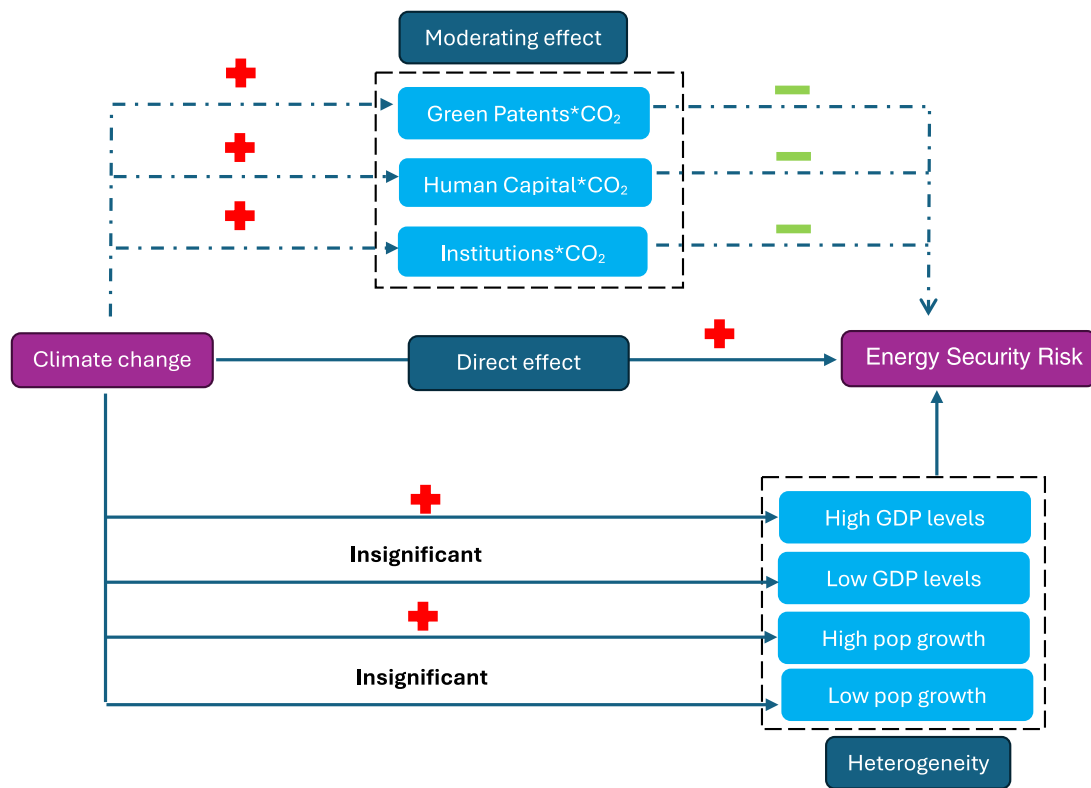 Moderating effect
Green Patents*CO₂
Human Capital*CO₂
Institutions*CO₂
Climate change
Direct effect
Energy Security Risk
High GDP levels
Insignificant
Low GDP levels
High pop growth
Insignificant
Low pop growth
Heterogeneity